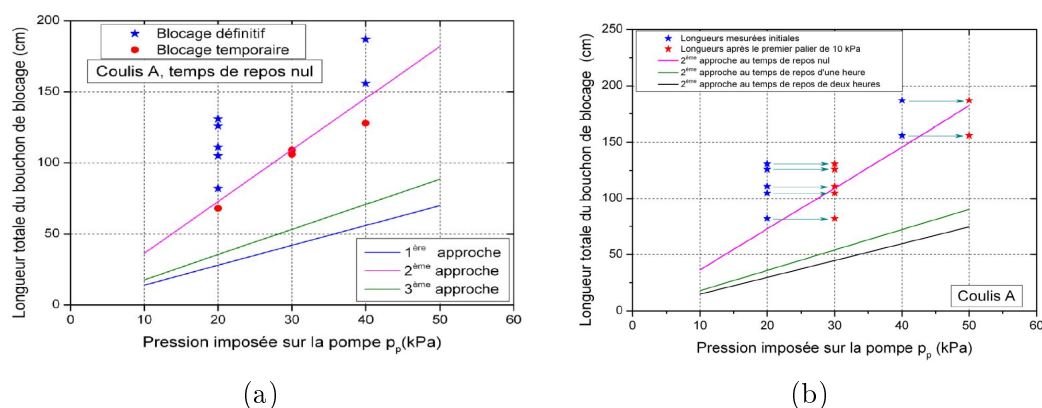 Longueur totale du bouchon de blocage (cm)
200
150
100
50
0
Blocage définitif
Blocage temporaire
Coulis A, temps de repos nul
1ère approche
2ème approche
3ème approche
0 10 20 30 40 50 60
Pression imposée sur la pompe pp(kPa)
(a)
Longueur totale du bouchon de blocage (cm)
250
200
150
100
50
0
Longueurs mesurées initiales
Longueurs après le premier palier de 10 kPa
2ème approche au temps de repos nul
2ème approche au temps de repos d'une heure
2ème approche au temps de repos de deux heures
Coulis A
0 10 20 30 40 50 60
Pression imposée sur la pompe pp (kPa)
(b)